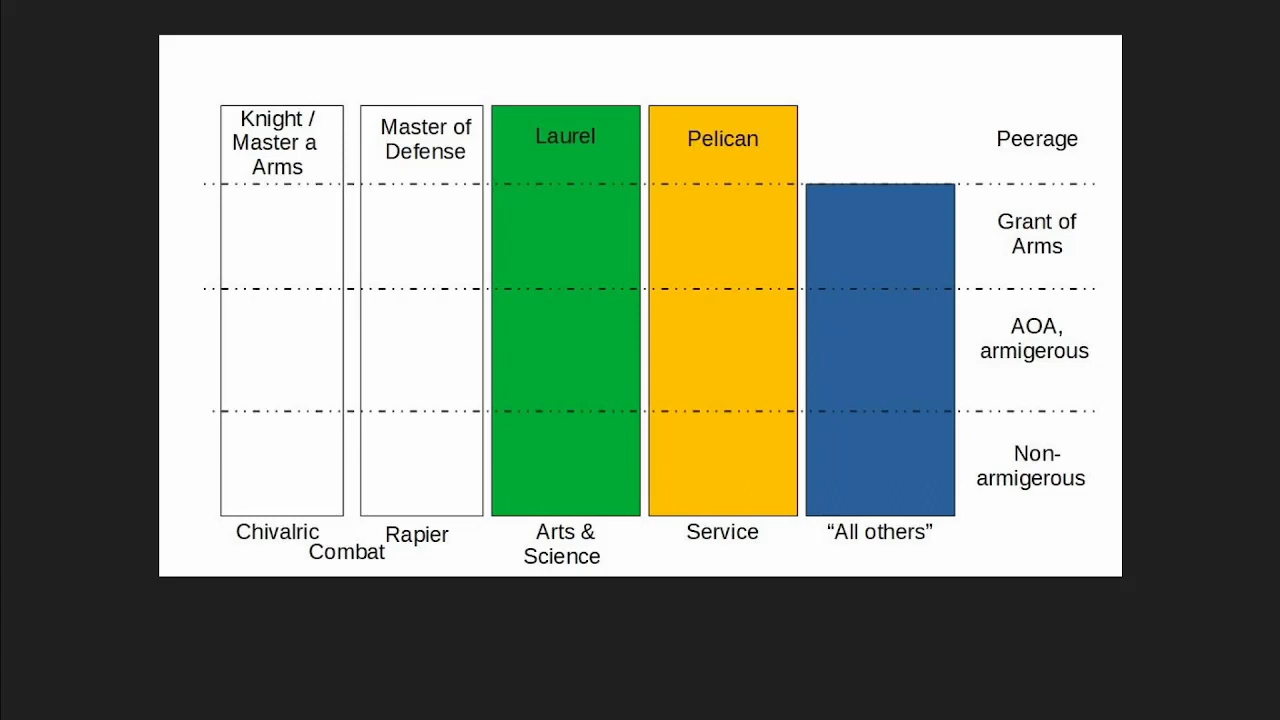 Knight /
Master a
Arms
Master of
Defense
Laurel
Pelican
Peerage
Grant of
Arms
AOA,
armigerous
Non-
armigerous
Chivalric
Rapier
Combat
Arts &
Science
Service
“All others”